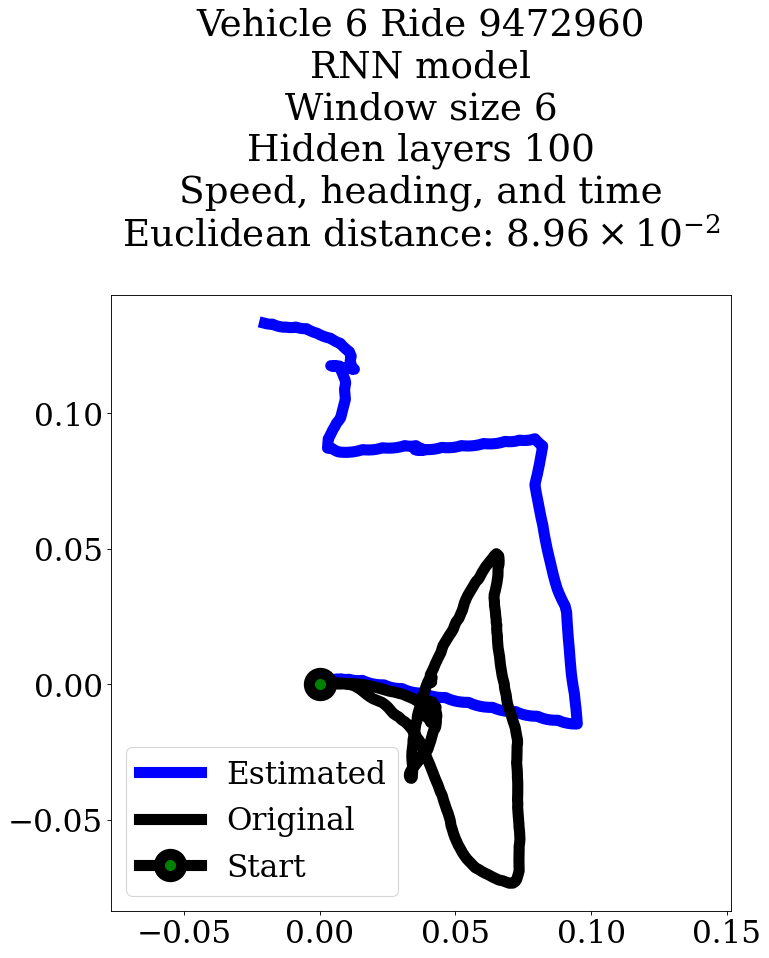 Vehicle 6 Ride 9472960
RNN model
Window size 6
Hidden layers 100
Speed, heading, and time
Euclidean distance: 8.96 × 10⁻²
0.10
0.05
0.00
−0.05
Estimated
Original
Start
−0.05 0.00 0.05 0.10 0.15